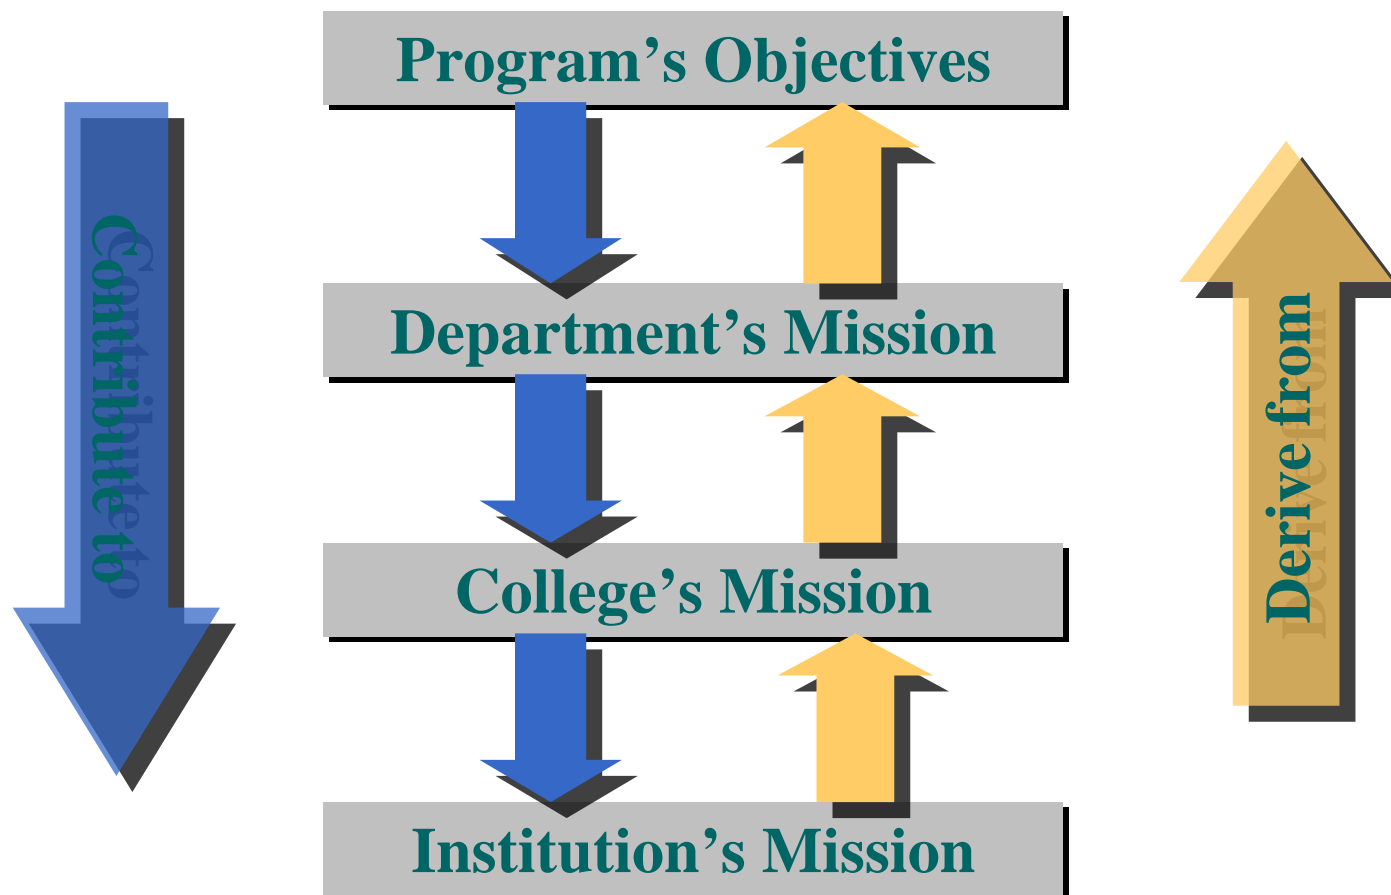 Program’s Objectives
Contribute to
Department’s Mission
Derive from
College’s Mission
Institution’s Mission